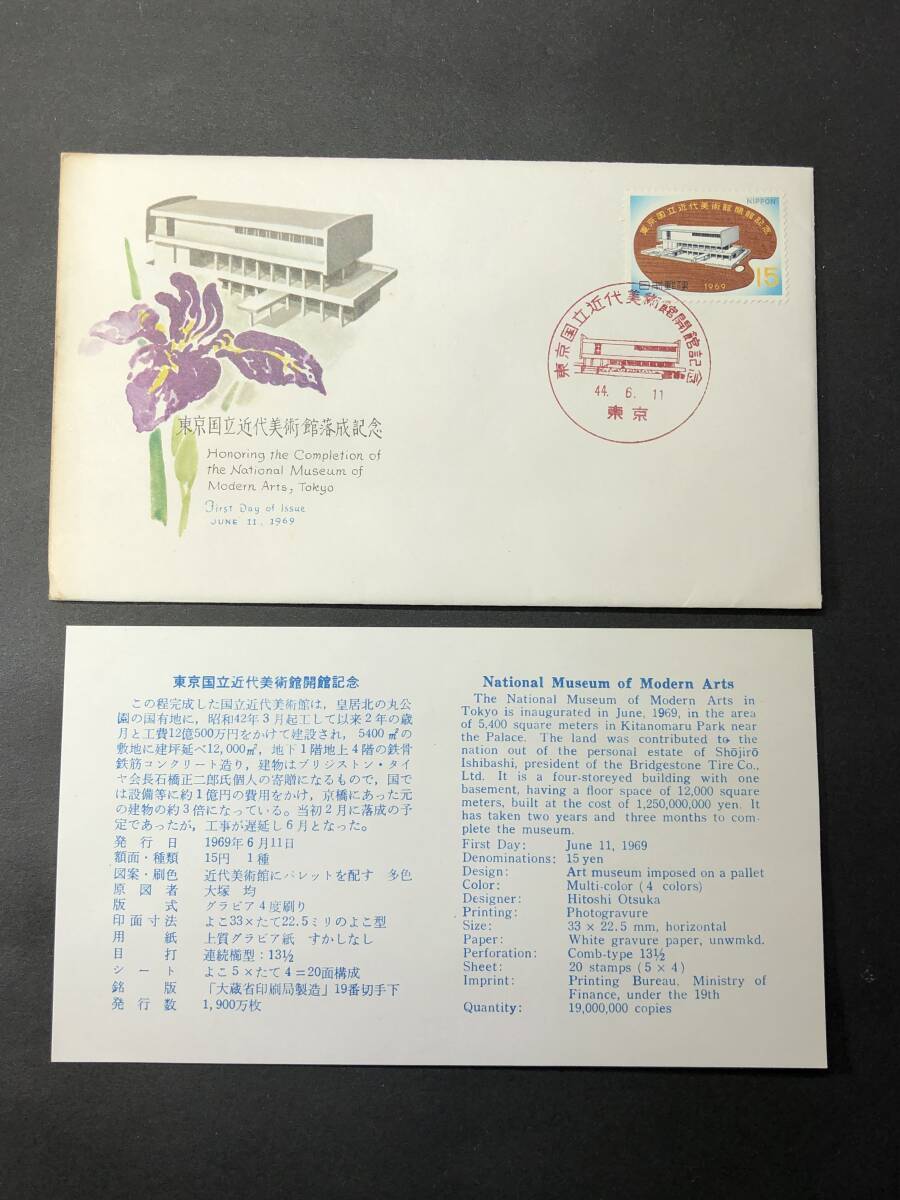 東京国立近代美術館落成記念
Honoring the Completion of
the National Museum of
Modern Arts, Tokyo
First Day of Issue
JUNE 11, 1969
NIPPON
東京国立近代美術館開館記念
日本郵便
1969
15
東京国立近代美術館開館記念
44. 6. 11
東京
東京国立近代美術館開館記念
この程完成した国立近代美術館は,皇居北の丸公
園の国有地に,昭和42年3月起工して以来2年の歳
月と工費12億500万円をかけて建設され, 5400㎡の
敷地に建坪延べ12,000㎡,地下1階地上4階の鉄骨
鉄筋コンクリート造り,建物はブリジストン・タイ
ヤ会長石橋正二郎氏個人の寄贈になるもので,国で
は設備等に約1億円の費用をかけ,京橋にあった元
の建物の約3倍になっている。当初2月に落成の予
定であったが,工事が遅延し6月となった。
発行日 1969年6月11日
額面・種類 15円 1種
図案・刷色 近代美術館にパレットを配す 多色
原図者 大塚 均
版式 グラビア4度刷り
印面寸法 よこ33×たて22.5ミリのよこ型
用紙 上質グラビア紙 すかしなし
目打 連続櫛型:13½
シート よこ5×たて4=20面構成
銘版 「大蔵省印刷局製造」19番切手下
発行数 1,900万枚
National Museum of Modern Arts
The National Museum of Modern Arts in
Tokyo is inaugurated in June, 1969, in the area
of 5,400 square meters in Kitanomaru Park near
the Palace. The land was contributed to the
nation out of the personal estate of Shōjirō
Ishibashi, president of the Bridgestone Tire Co.,
Ltd. It is a four-storeyed building with one
basement, having a floor space of 12,000 square
meters, built at the cost of 1,250,000,000 yen. It
has taken two years and three months to com-
plete the museum.
First Day: June 11, 1969
Denominations: 15 yen
Design: Art museum imposed on a pallet
Color: Multi-color (4 colors)
Designer: Hitoshi Otsuka
Printing: Photogravure
Size: 33 × 22.5 mm, horizontal
Paper: White gravure paper, unwmkd.
Perforation: Comb-type 13½
Sheet: 20 stamps (5 × 4)
Imprint: Printing Bureau. Ministry of
Finance, under the 19th
Quantity: 19,000,000 copies